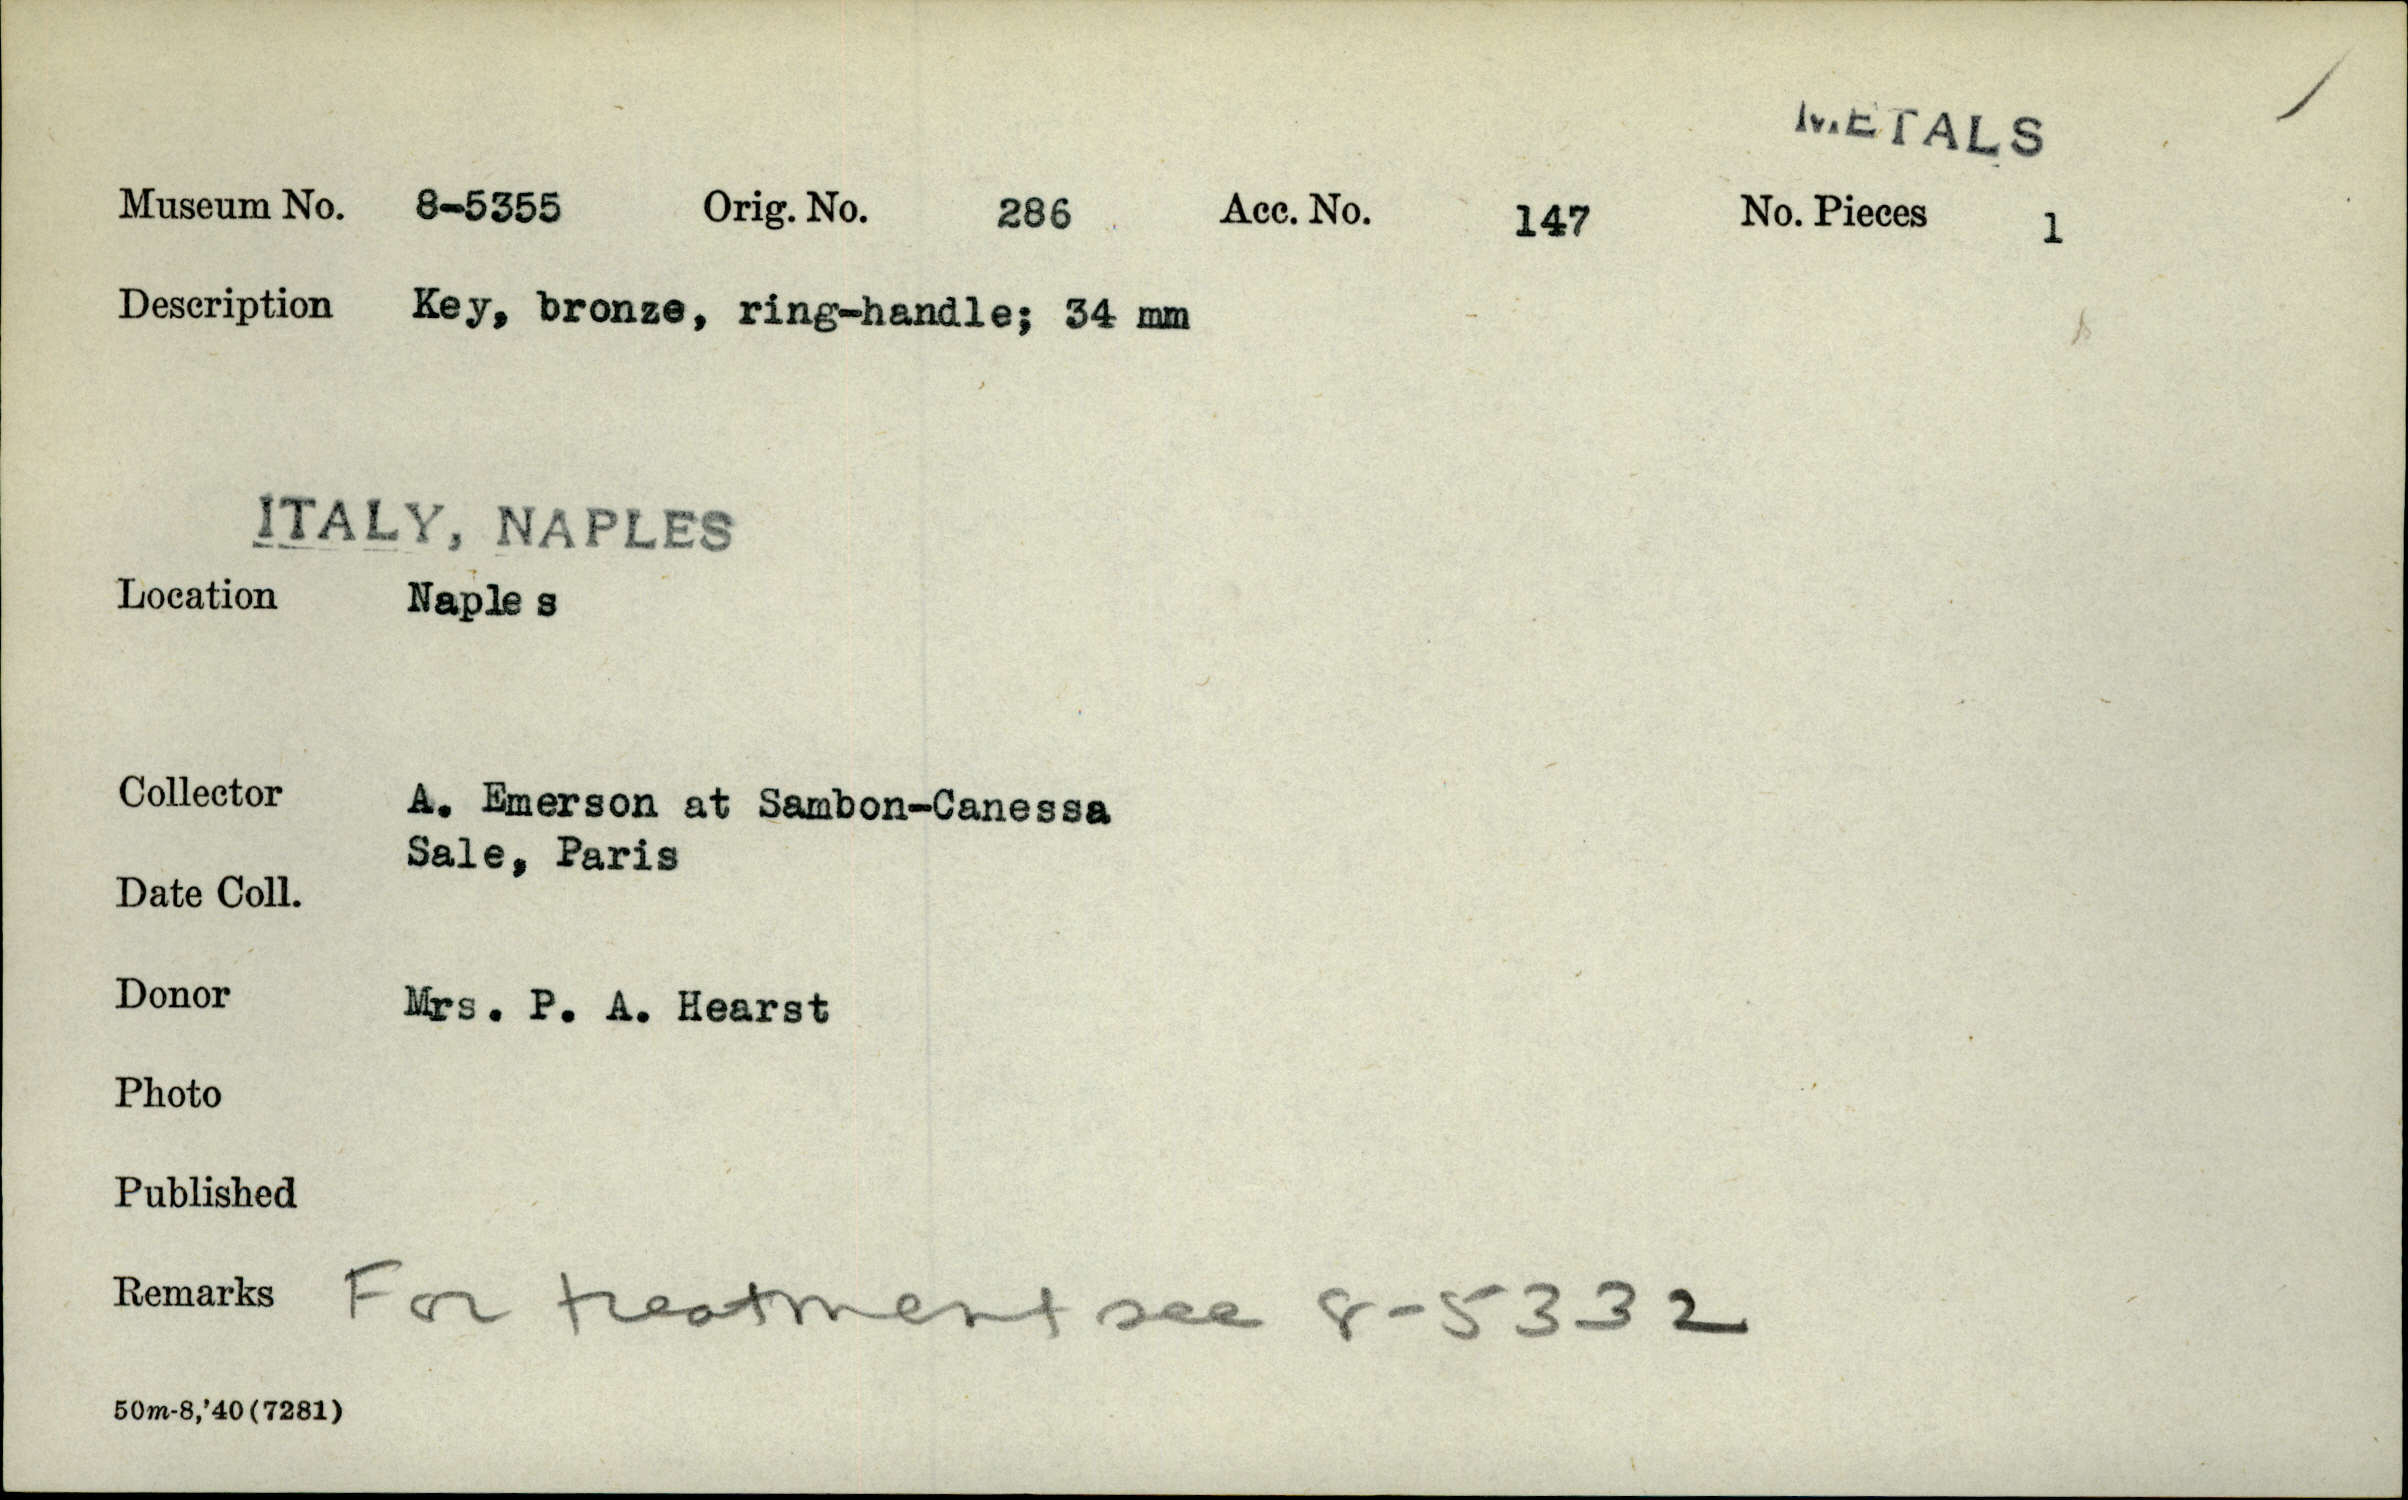 METALS
Museum No. 8-5355 Orig. No. 286 Acc. No. 147 No. Pieces 1
Description Key, bronze, ring-handle; 34 mm
ITALY, NAPLES
Location Naples
Collector A. Emerson at Sambon-Canessa
Sale, Paris
Date Coll.
Donor Mrs. P. A. Hearst
Photo
Published
Remarks For treatment see 8-5332
50m-8,'40(7281)